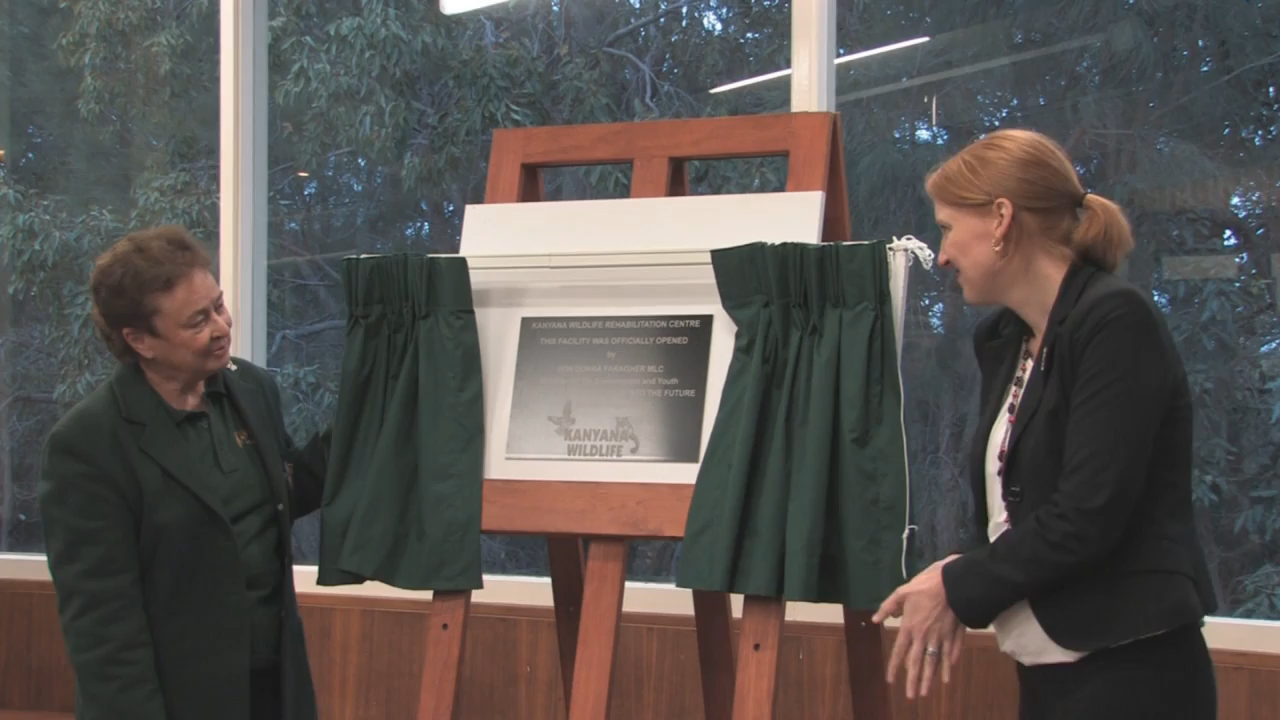 KANYANA WILDLIFE REHABILITATION CENTRE
THIS FACILITY WAS OFFICIALLY OPENED
by
HON DONNA FARAGHER MLC
Environment and Youth
THE FUTURE
KANYANA
WILDLIFE